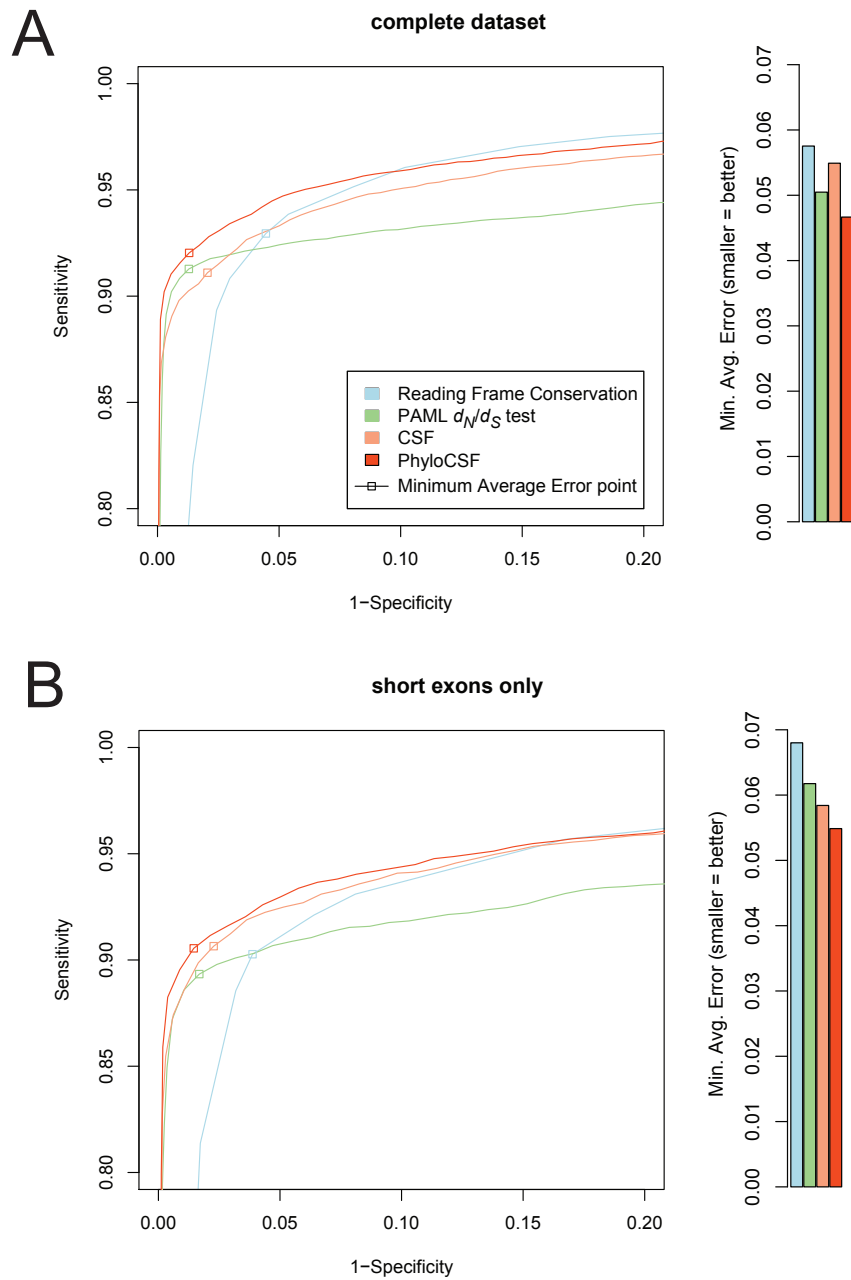 A
complete dataset
1.00
0.95
0.90
0.85
0.80
Sensitivity
0.00 0.05 0.10 0.15 0.20
1−Specificity
Reading Frame Conservation
PAML dN/dS test
CSF
PhyloCSF
Minimum Average Error point
0.07
0.06
0.05
0.04
0.03
0.02
0.01
0.00
Min. Avg. Error (smaller = better)
B
short exons only
1.00
0.95
0.90
0.85
0.80
Sensitivity
0.00 0.05 0.10 0.15 0.20
1−Specificity
0.07
0.06
0.05
0.04
0.03
0.02
0.01
0.00
Min. Avg. Error (smaller = better)